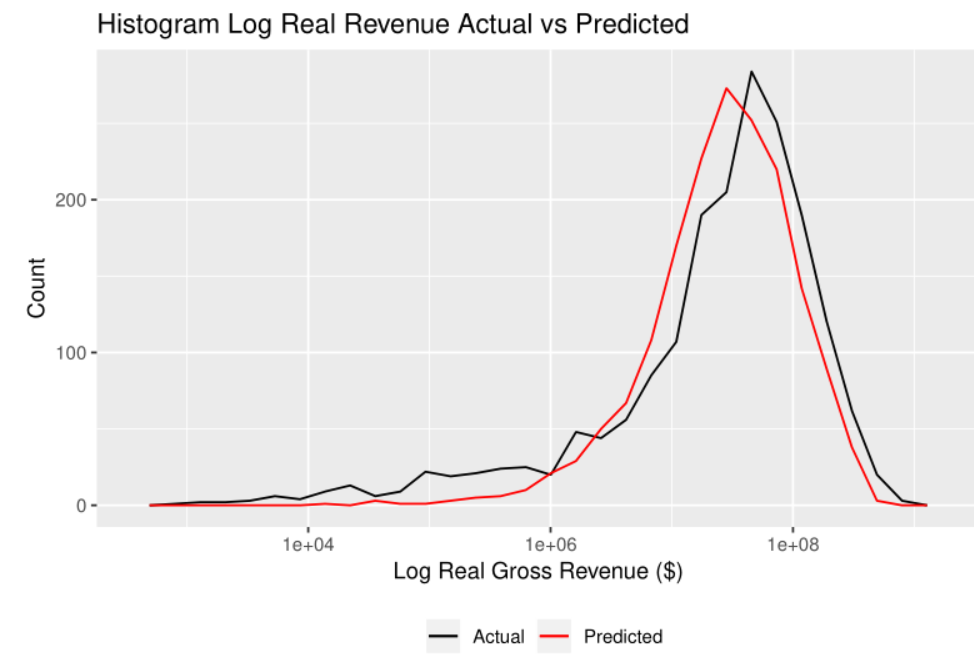 Histogram Log Real Revenue Actual vs Predicted
Count
200
100
0
1e+04 1e+06 1e+08
Log Real Gross Revenue ($)
Actual Predicted